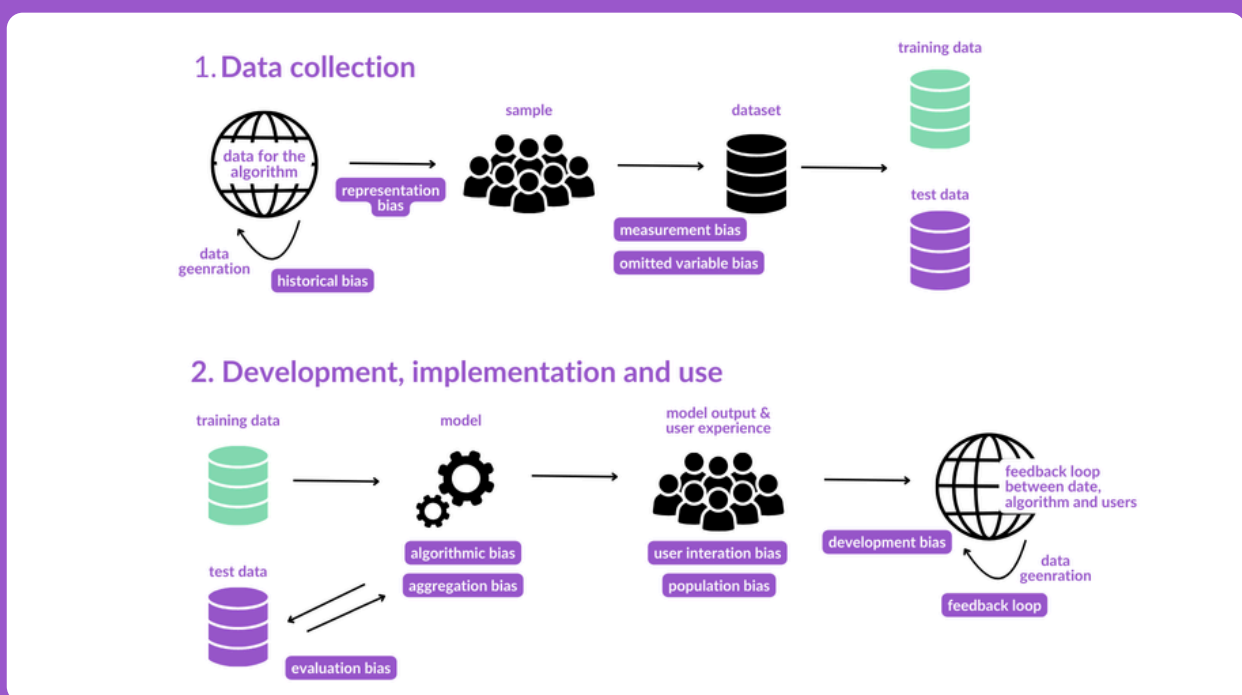 1. Data collection
training data
sample
dataset
data for the
algorithm
representation
bias
test data
measurement bias
data
geenration
omitted variable bias
historical bias
2. Development, implementation and use
training data
model
model output &
user experience
feedback loop
between date,
algorithm and users
development bias
algorithmic bias
user interation bias
data
geenration
test data
aggregation bias
population bias
feedback loop
evaluation bias